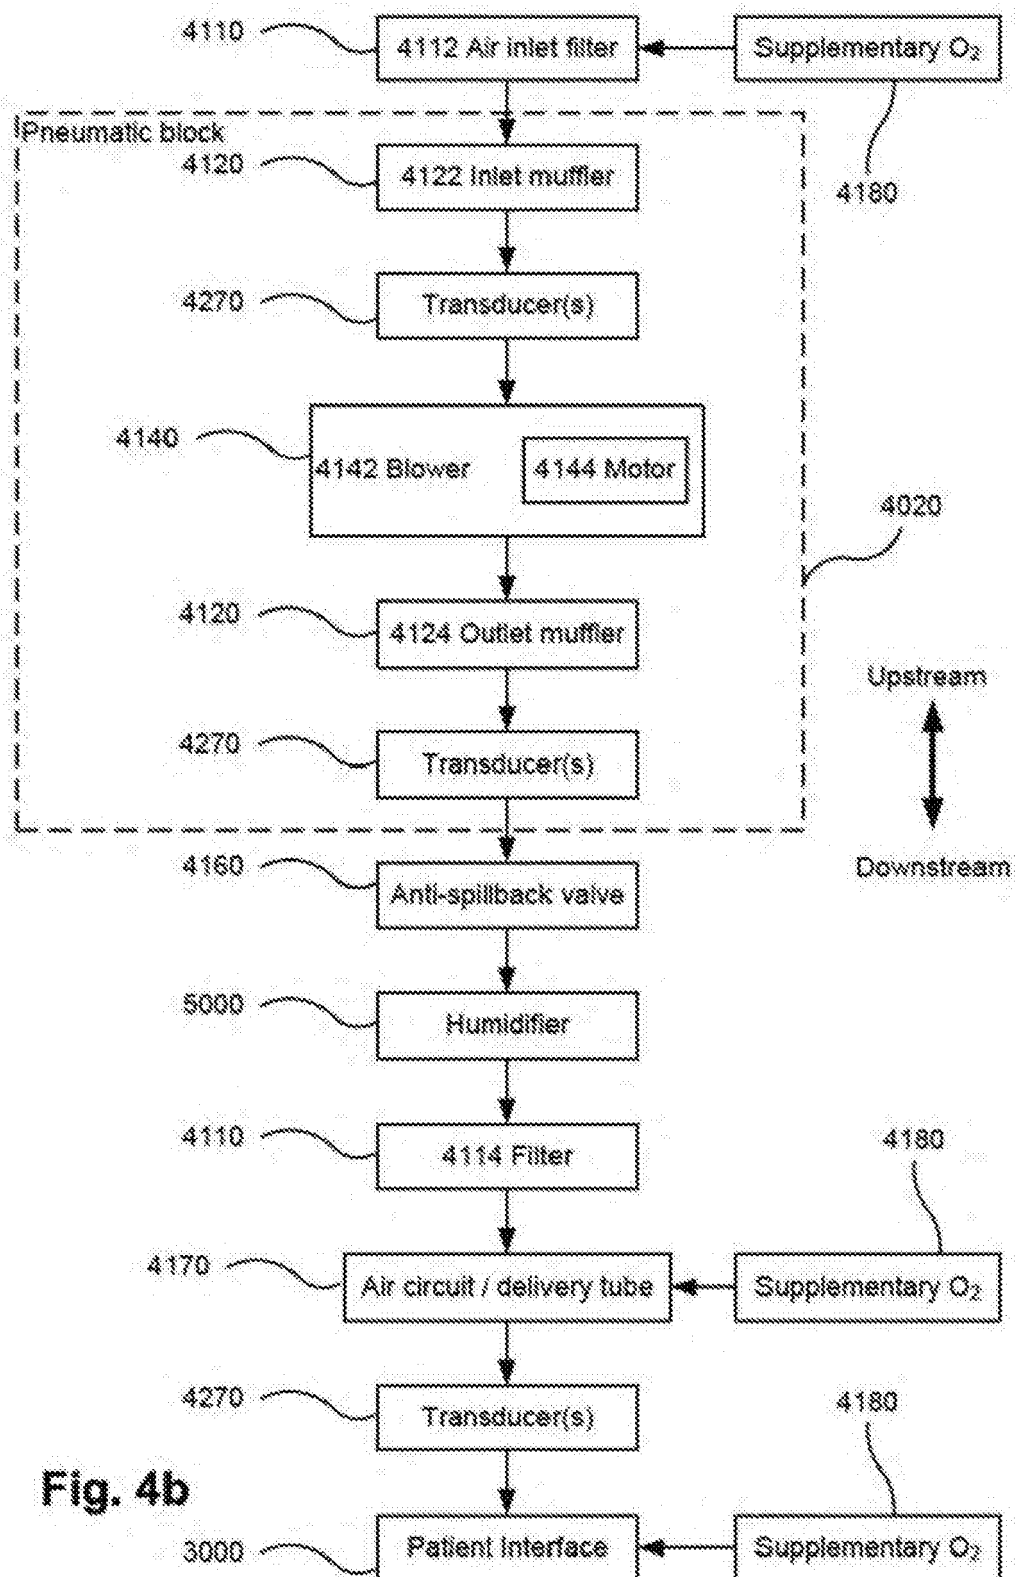 4110
4112 Air inlet filter
Supplementary O₂
Pneumatic block
4120
4122 Inlet muffler
4180
4270
Transducer(s)
4140
4142 Blower
4144 Motor
4020
4120
4124 Outlet muffler
Upstream
4270
Transducer(s)
4160
Anti-spillback valve
Downstream
5000
Humidifier
4110
4114 Filter
4180
4170
Air circuit / delivery tube
Supplementary O₂
4270
Transducer(s)
4180
Fig. 4b
3000
Patient Interface
Supplementary O₂